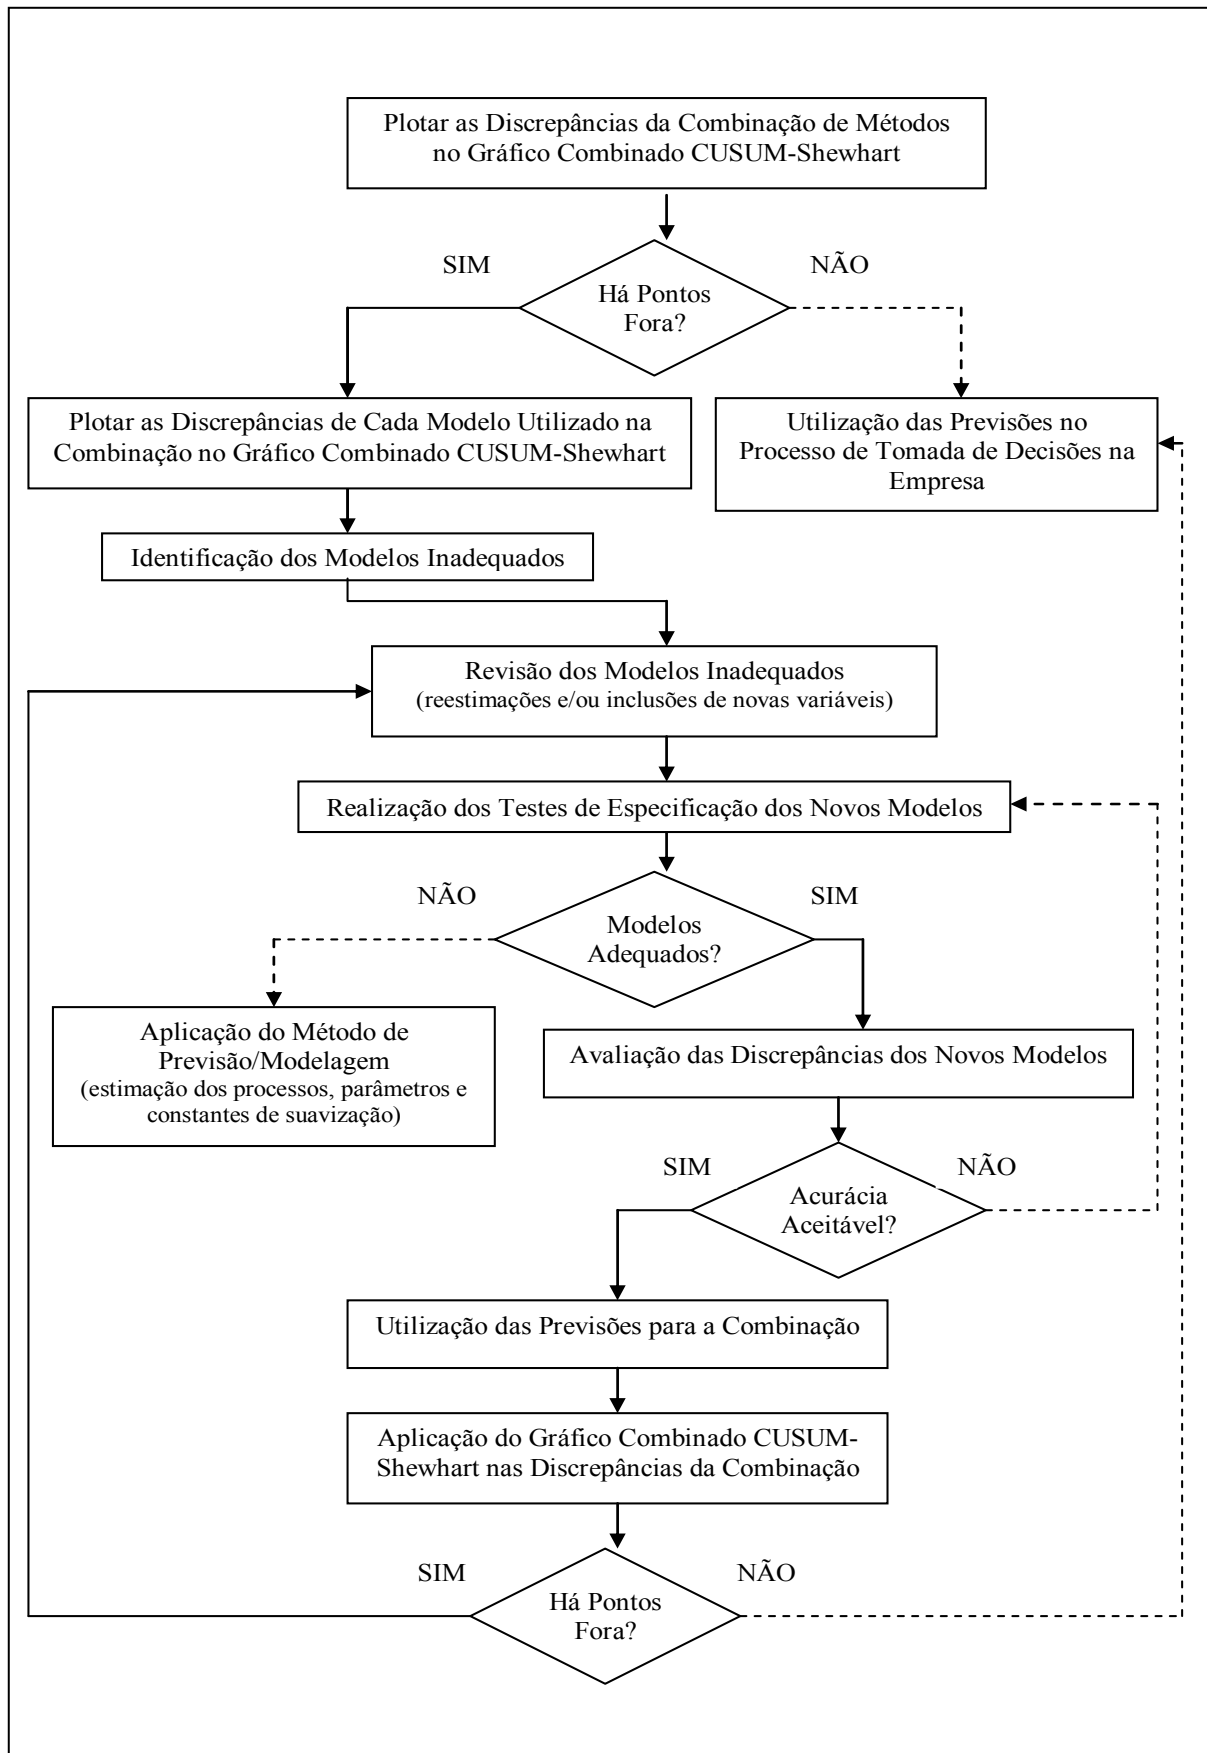 Plotar as Discrepâncias da Combinação de Métodos
no Gráfico Combinado CUSUM-Shewhart
SIM
NÃO
Há Pontos
Fora?
Plotar as Discrepâncias de Cada Modelo Utilizado na
Combinação no Gráfico Combinado CUSUM-Shewhart
Utilização das Previsões no
Processo de Tomada de Decisões na
Empresa
Identificação dos Modelos Inadequados
Revisão dos Modelos Inadequados
(reestimações e/ou inclusões de novas variáveis)
Realização dos Testes de Especificação dos Novos Modelos
NÃO
SIM
Modelos
Adequados?
Aplicação do Método de
Previsão/Modelagem
(estimação dos processos, parâmetros e
constantes de suavização)
Avaliação das Discrepâncias dos Novos Modelos
SIM
NÃO
Acurácia
Aceitável?
Utilização das Previsões para a Combinação
Aplicação do Gráfico Combinado CUSUM-
Shewhart nas Discrepâncias da Combinação
SIM
NÃO
Há Pontos
Fora?